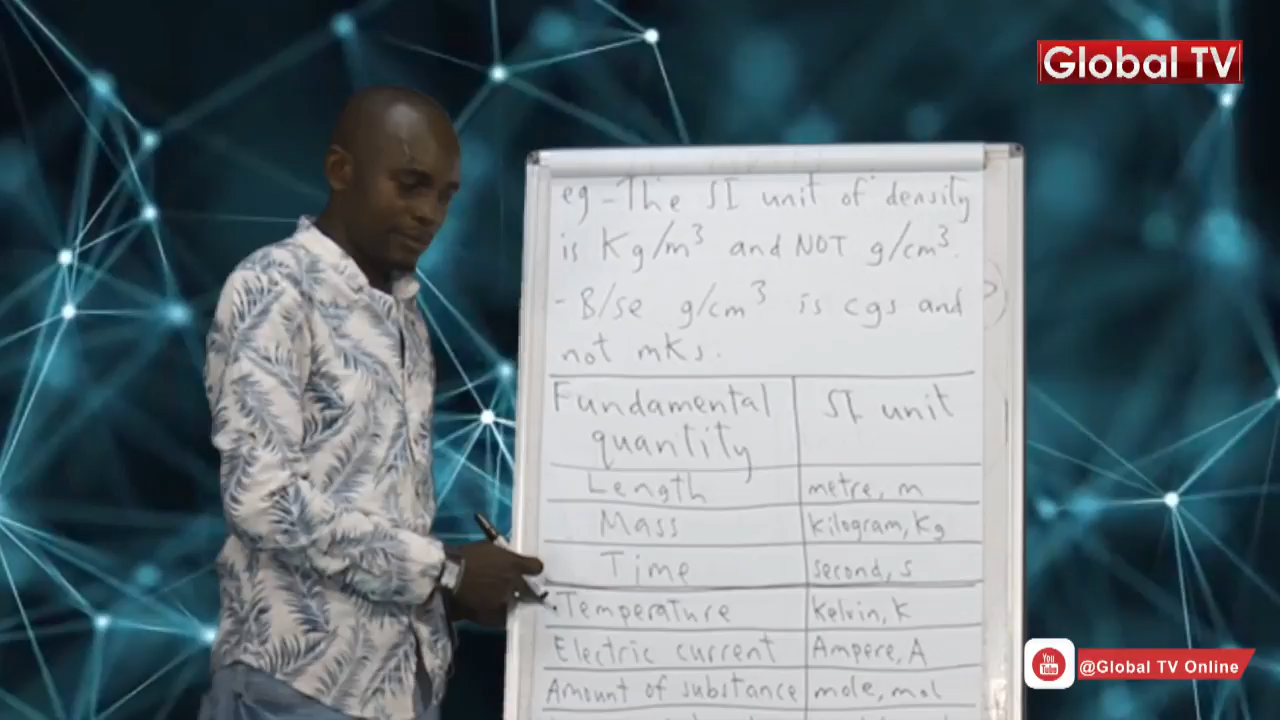 Global TV
eg - The SI unit of density
is Kg/m³ and NOT g/cm³.
- B/se g/cm³ is cgs and
not mks.
Fundamental quantity
SI unit
Length
metre, m
Mass
kilogram, Kg
Time
second, s
Temperature
kelvin, K
Electric current
Ampere, A
Amount of substance
mole, mol
You Tube
@Global TV Online